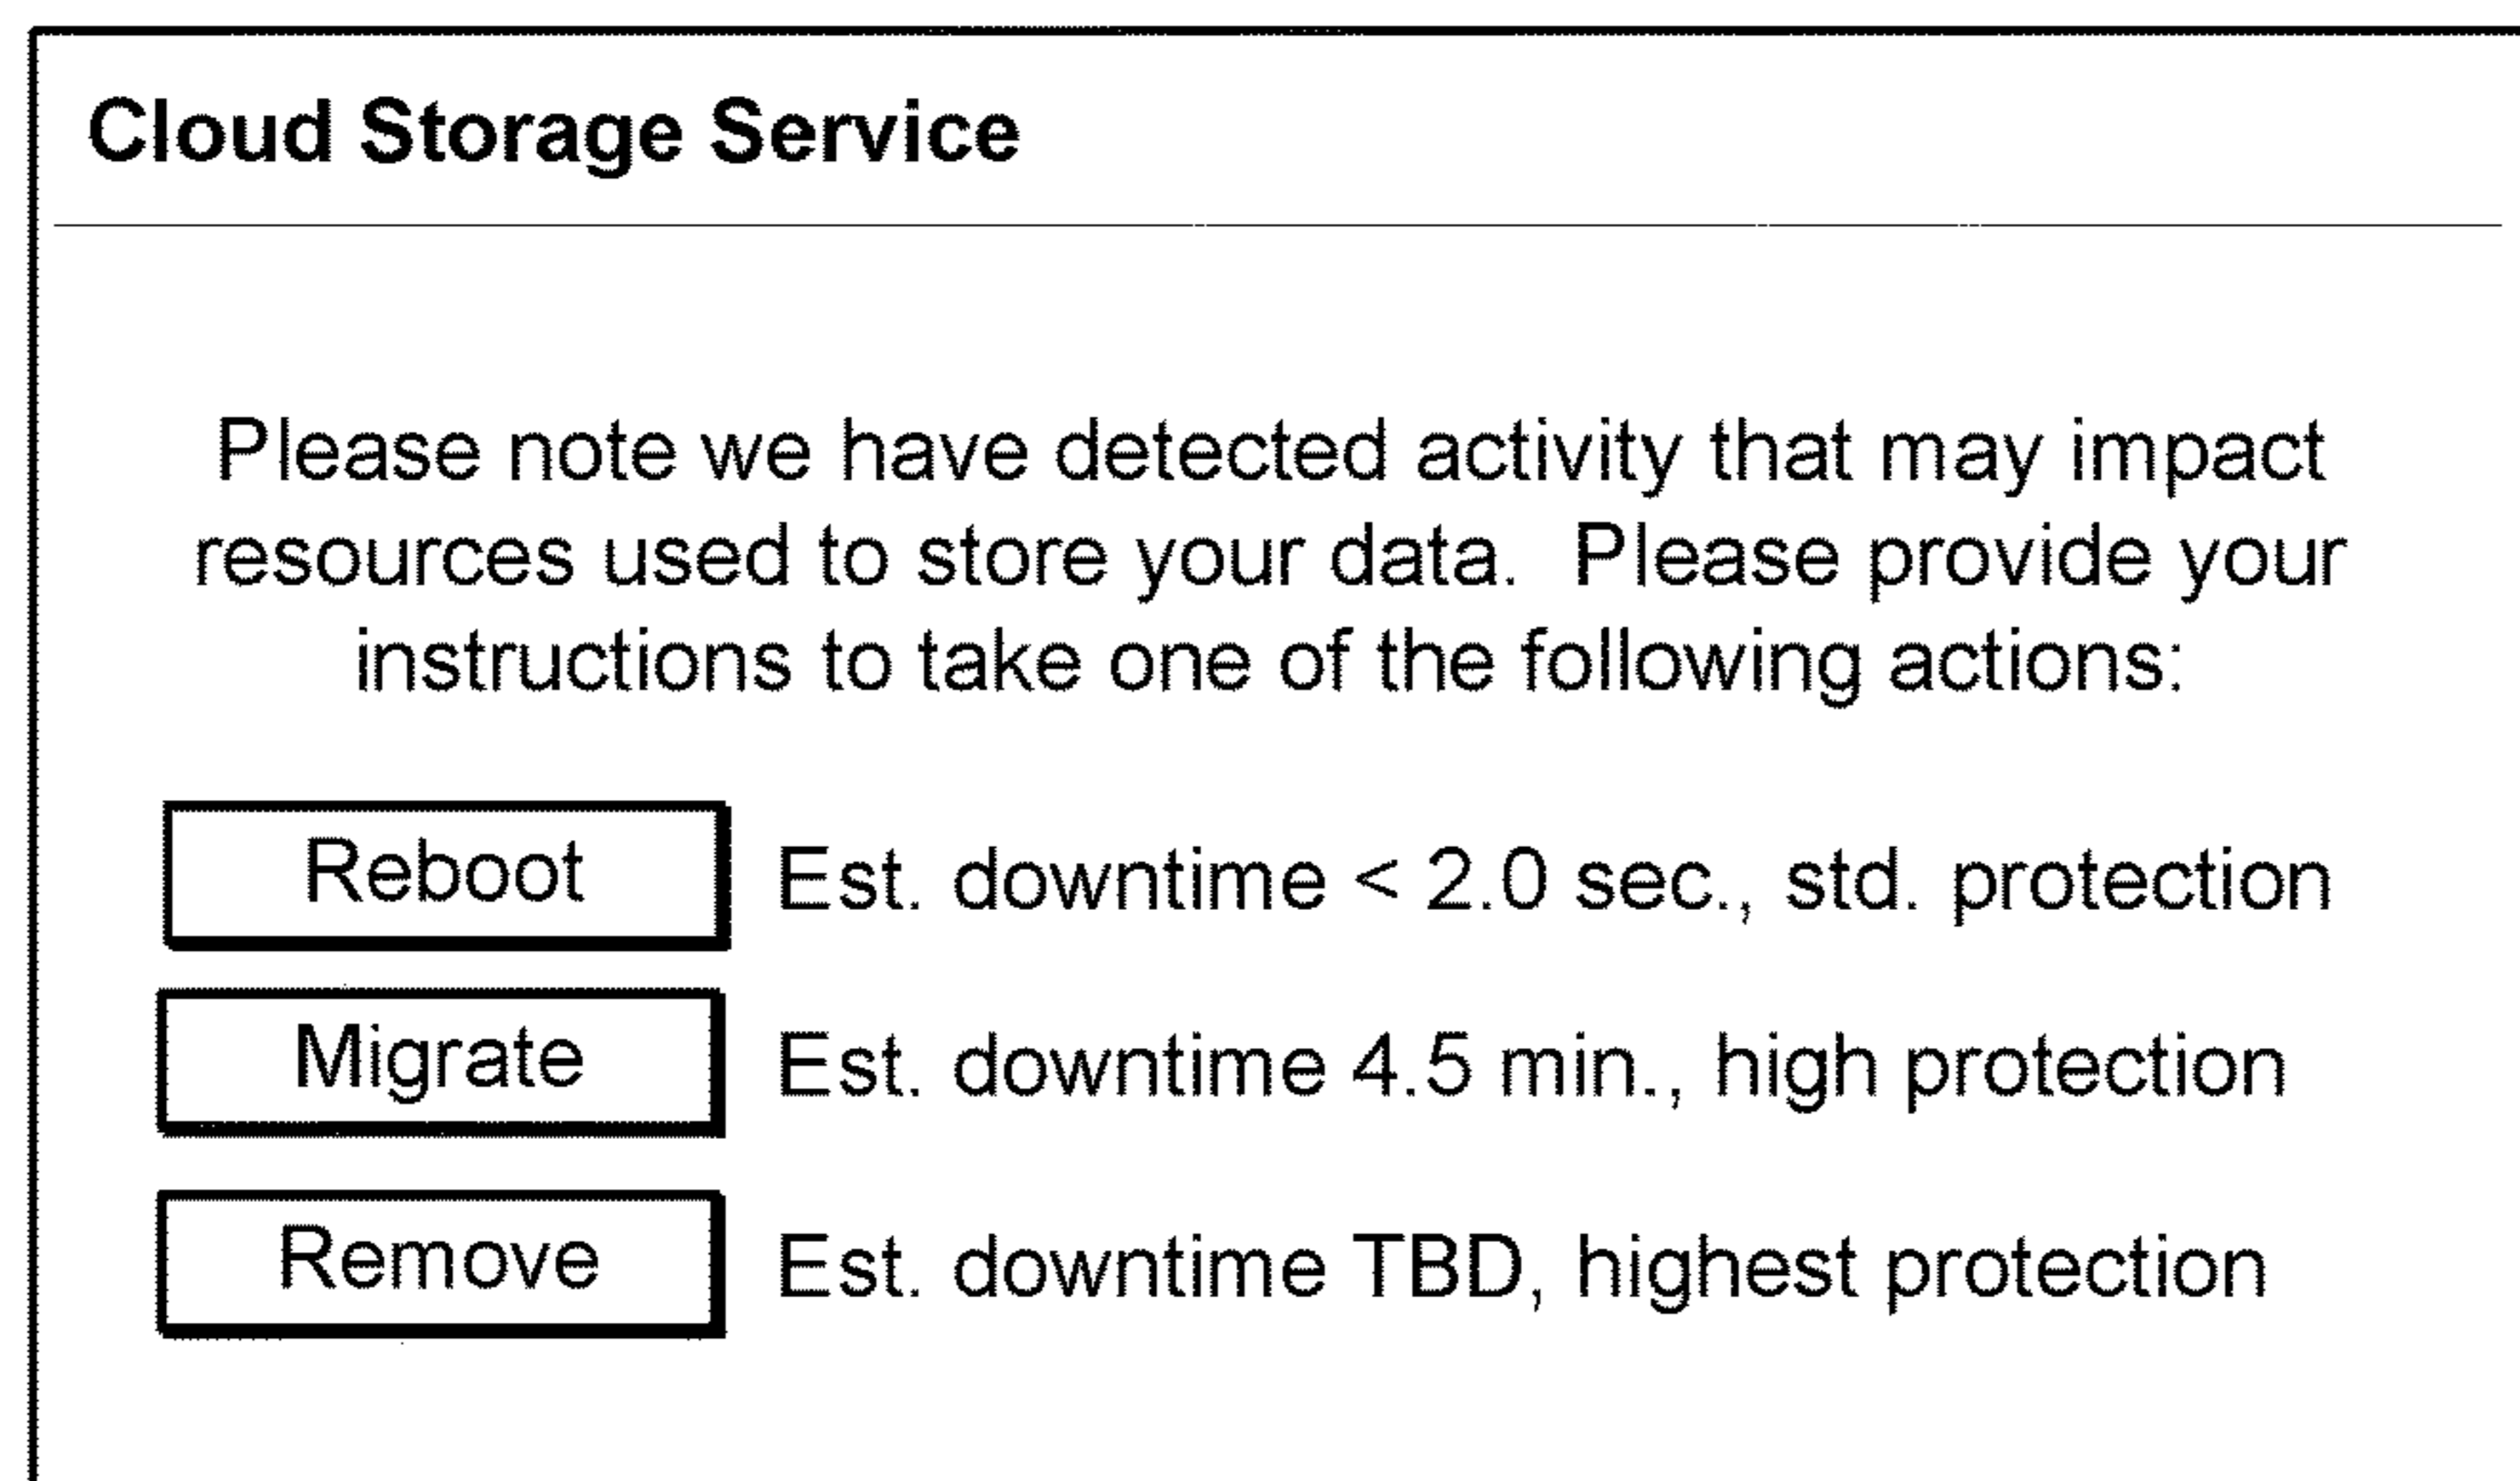 Cloud Storage Service
Please note we have detected activity that may impact
resources used to store your data.  Please provide your
instructions to take one of the following actions:
Reboot Est. downtime < 2.0 sec., std. protection
Migrate Est. downtime 4.5 min., high protection
Remove Est. downtime TBD, highest protection